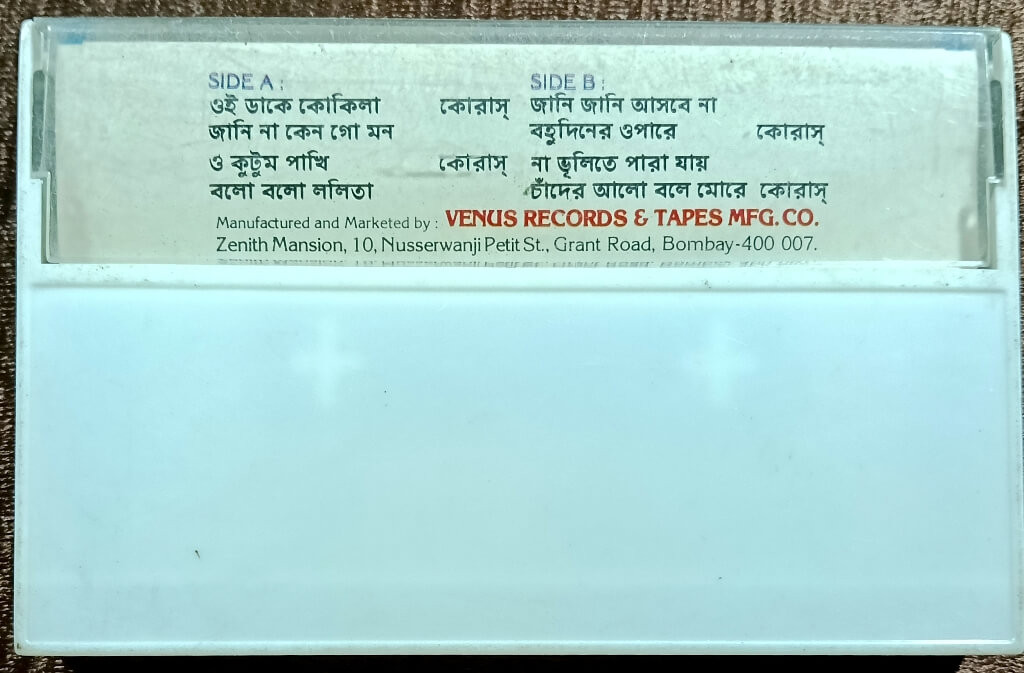 SIDE A :
ওই ডাকে কোকিলা কোরাস্
জানি না কেন গো মন
ও কুটুম পাখি কোরাস্
বলো বলো ললিতা
SIDE B :
জানি জানি আসবে না
বহুদিনের ওপারে কোরাস্
না ভূলিতে পারা যায়
চাঁদের আলো বলে মোরে কোরাস্
Manufactured and Marketed by : VENUS RECORDS & TAPES MFG. CO.
Zenith Mansion, 10, Nusserwanji Petit St., Grant Road, Bombay-400 007.